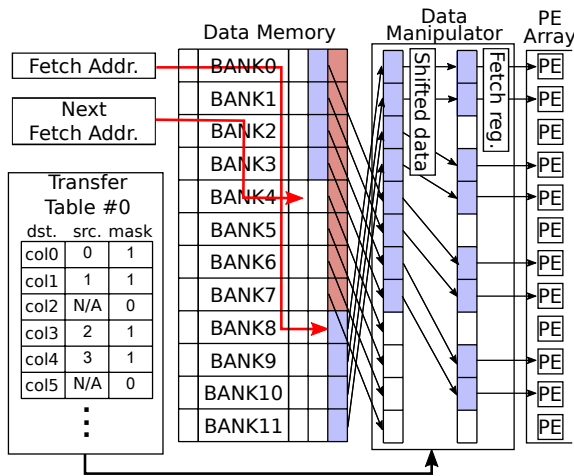 Data Memory
Data
Manipulator
PE
Array
Fetch Addr.
Next
Fetch Addr.
BANK0
BANK1
BANK2
BANK3
BANK4
BANK5
BANK6
BANK7
BANK8
BANK9
BANK10
BANK11
Shifted data
Fetch reg.
PE
PE
PE
PE
PE
PE
PE
PE
PE
PE
PE
PE
Transfer
Table #0
dst. src. mask
col0 0 1
col1 1 1
col2 N/A 0
col3 2 1
col4 3 1
col5 N/A 0